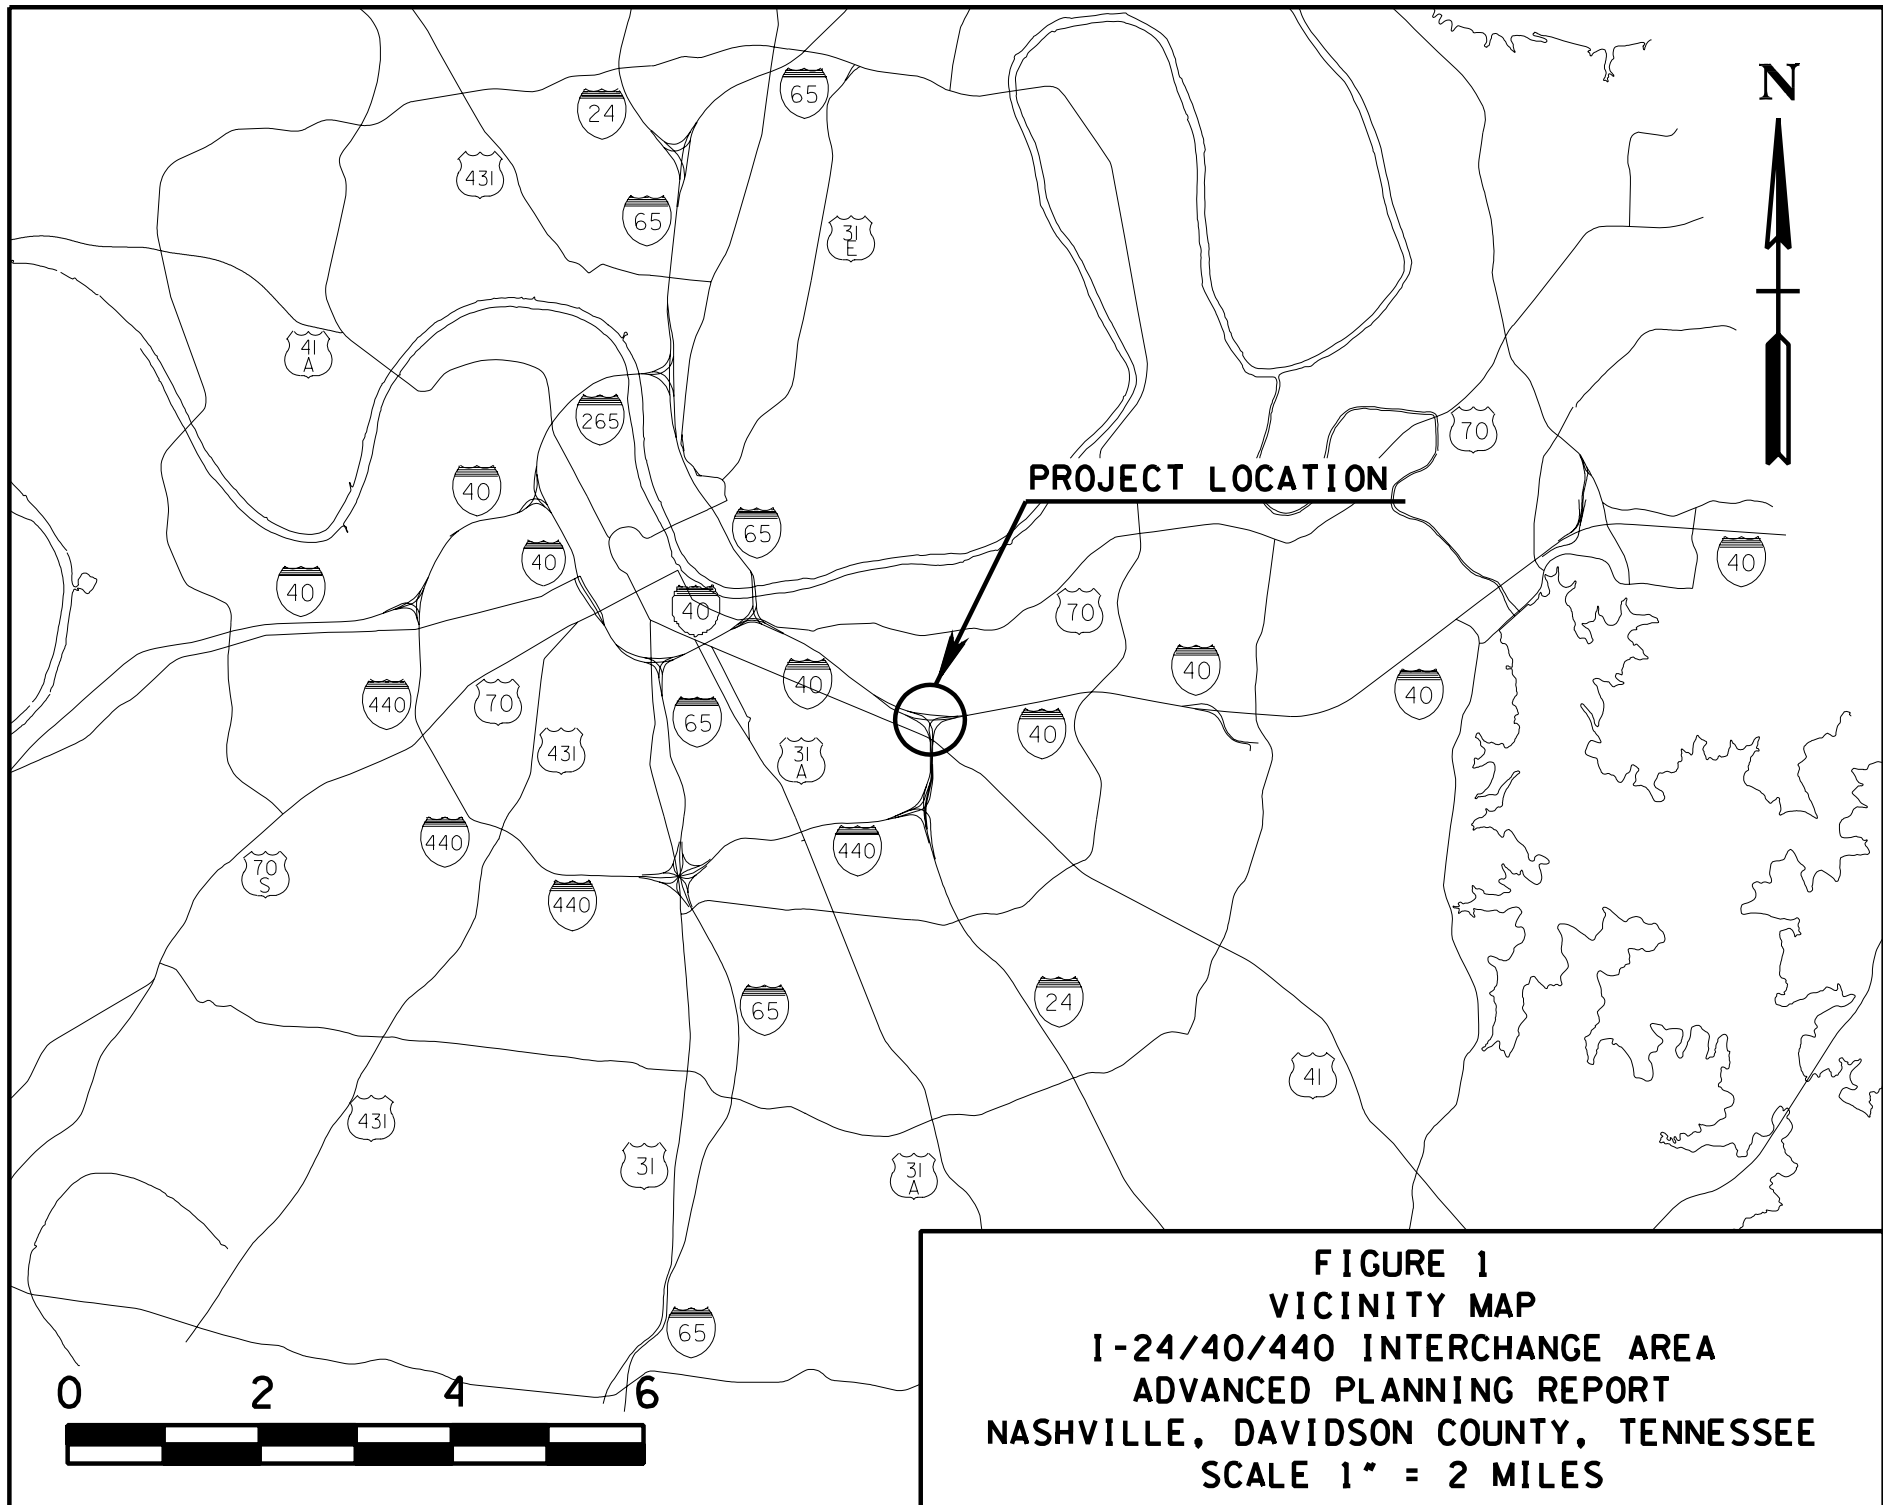 N
65
24
431
65
31
E
41
A
265
70
40
PROJECT LOCATION
65
40
40
40
40
70
40
40
40
440
70
65
40
431
31
A
440
440
70
S
440
65
24
41
431
31
31
A
65
0 2 4 6
FIGURE 1
VICINITY MAP
I-24/40/440 INTERCHANGE AREA
ADVANCED PLANNING REPORT
NASHVILLE, DAVIDSON COUNTY, TENNESSEE
SCALE 1" = 2 MILES